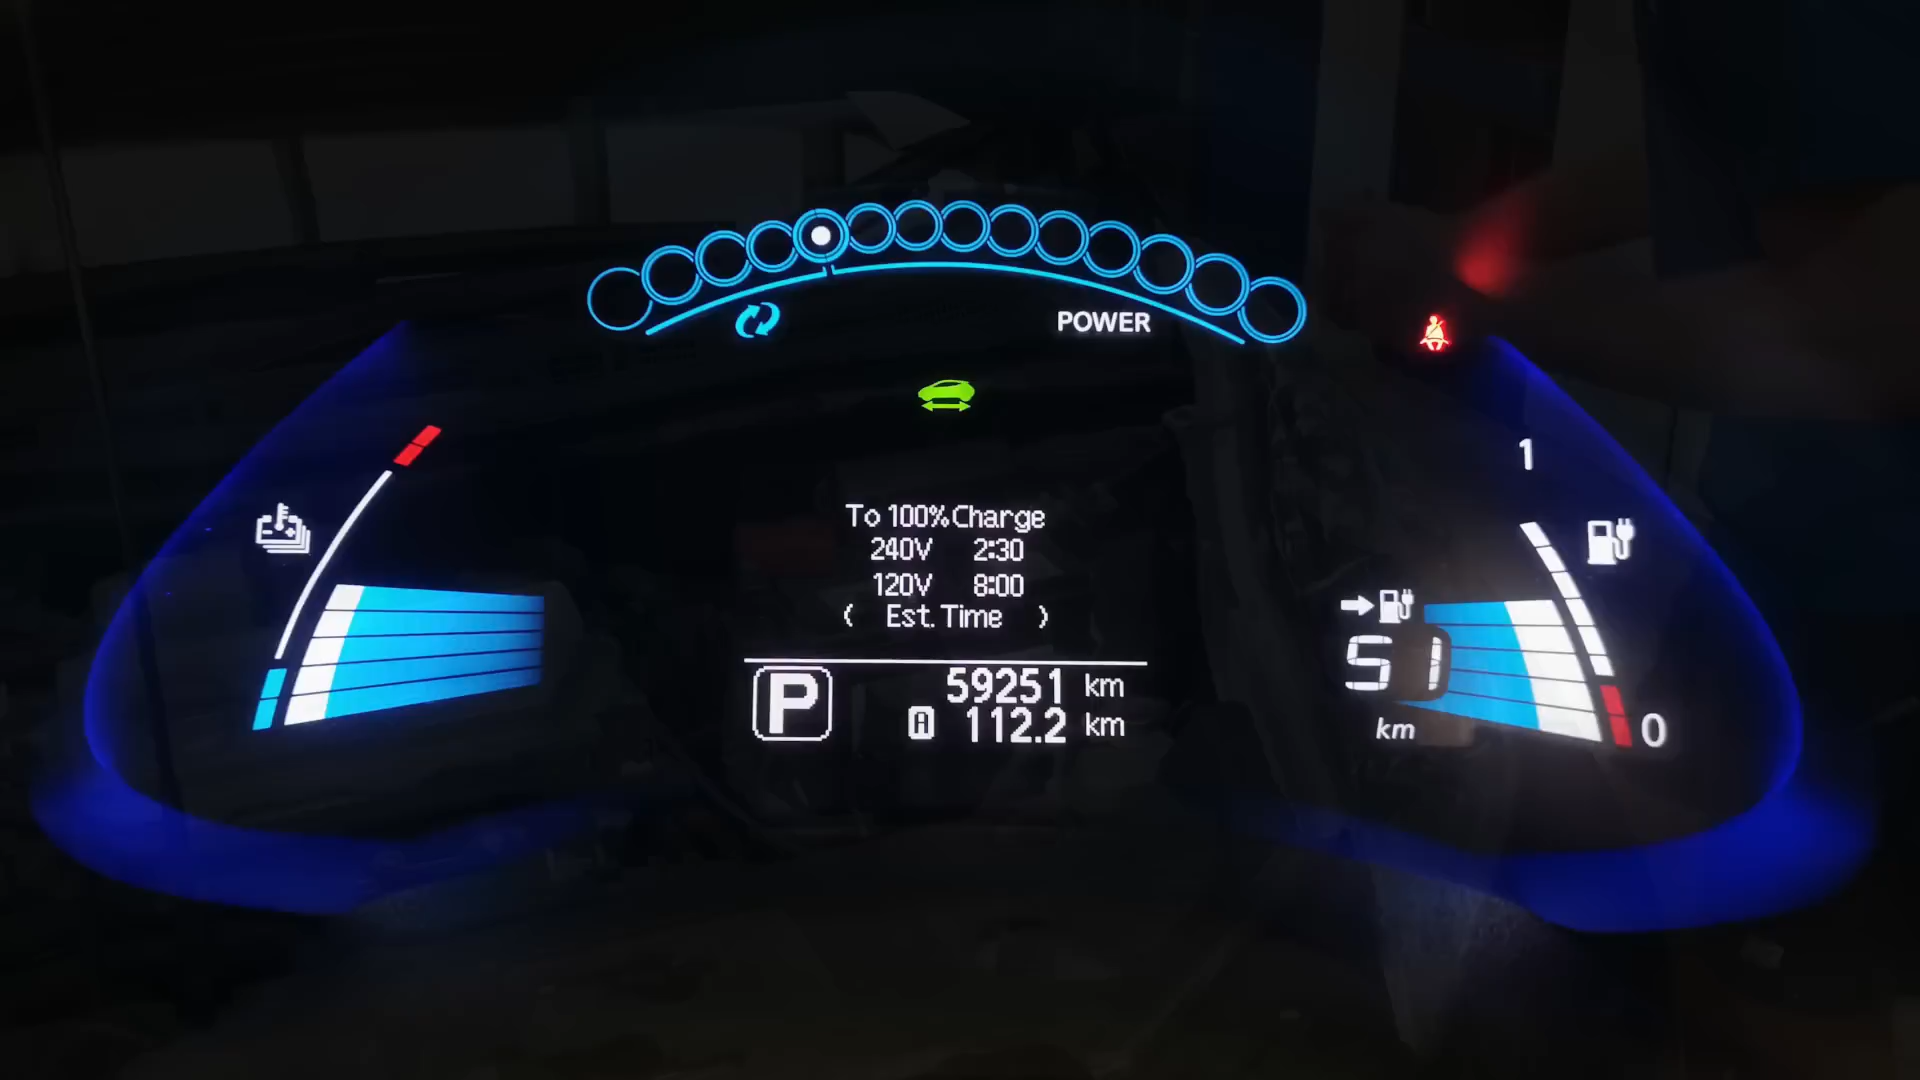 POWER
1
To 100% Charge
240V 2:30
120V 8:00
Est. Time
51
km
0
P
59251 km
A 112.2 km